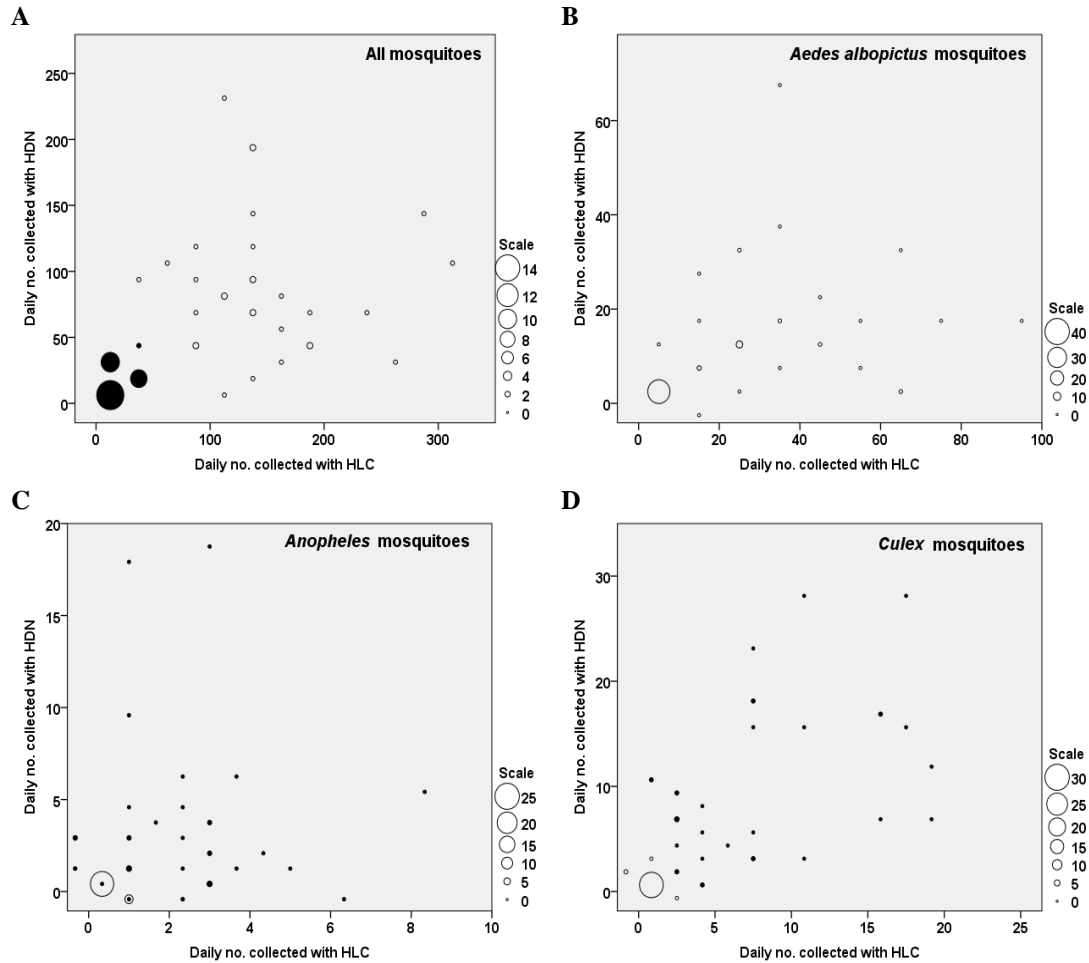 A
All mosquitoes
Daily no. collected with HDN
250
200
150
100
50
0
0 100 200 300
Daily no. collected with HLC
Scale
14
12
10
8
6
4
2
0
B
Aedes albopictus mosquitoes
Daily no. collected with HDN
60
40
20
0
0 20 40 60 80 100
Daily no. collected with HLC
Scale
40
30
20
10
0
C
Anopheles mosquitoes
Daily no. collected with HDN
20
15
10
5
0
0 2 4 6 8 10
Daily no. collected with HLC
Scale
25
20
15
10
5
0
D
Culex mosquitoes
Daily no. collected with HDN
30
20
10
0
0 5 10 15 20 25
Daily no. collected with HLC
Scale
30
25
20
15
10
5
0